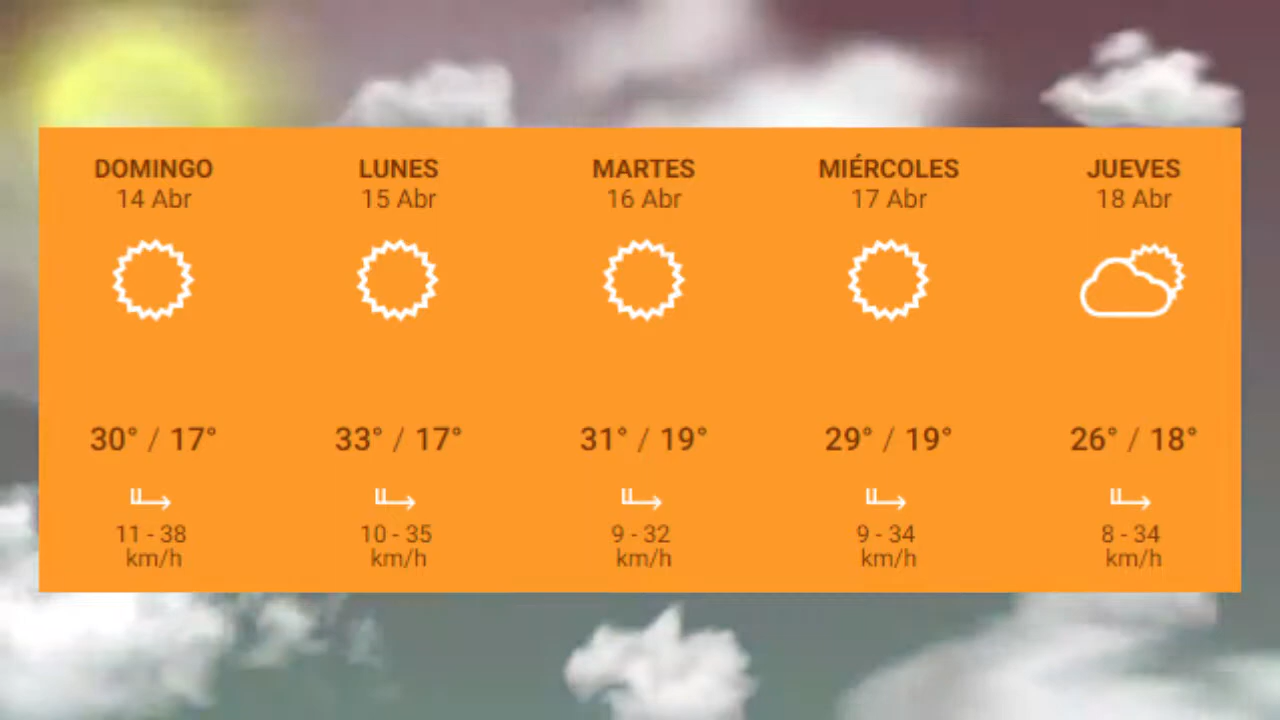 DOMINGO
14 Abr
30° / 17°
11 - 38
km/h
LUNES
15 Abr
33° / 17°
10 - 35
km/h
MARTES
16 Abr
31° / 19°
9 - 32
km/h
MIÉRCOLES
17 Abr
29° / 19°
9 - 34
km/h
JUEVES
18 Abr
26° / 18°
8 - 34
km/h